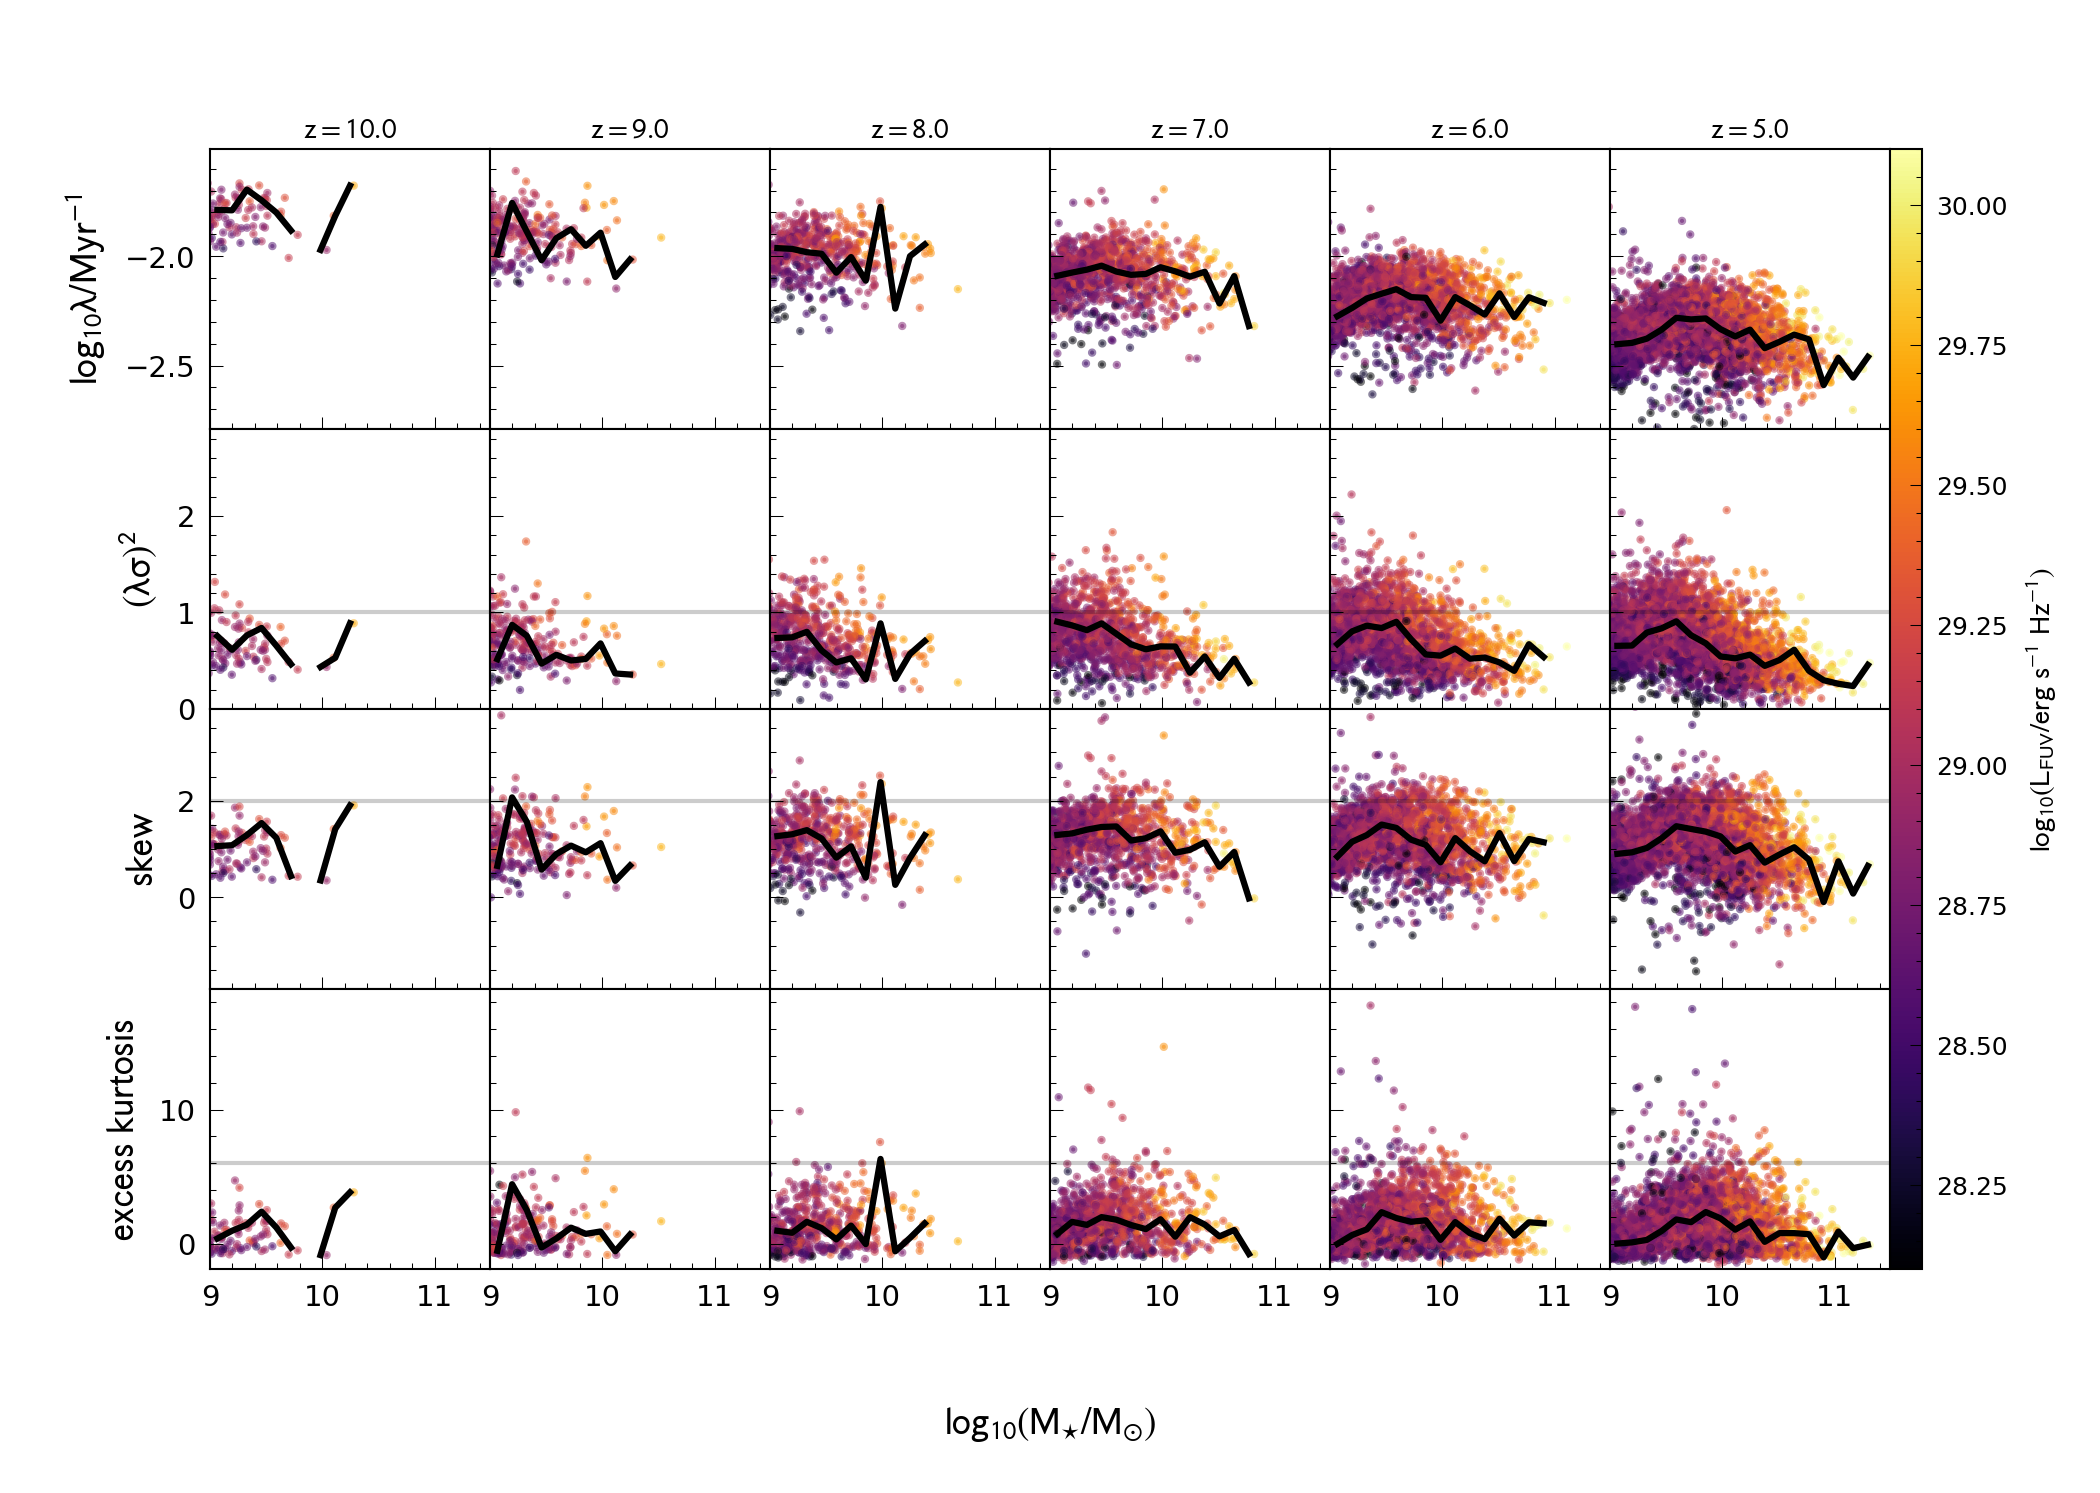 z = 10.0 z = 9.0 z = 8.0 z = 7.0 z = 6.0 z = 5.0
log₁₀λ/Myr⁻¹
−2.0
−2.5
(λσ)²
2
1
0
skew
2
0
excess kurtosis
10
0
9 10 11 9 10 11 9 10 11 9 10 11 9 10 11 9 10 11
log₁₀(M⋆/M⊙)
30.00
29.75
29.50
29.25
29.00
28.75
28.50
28.25
log₁₀(L_FUV/erg s⁻¹ Hz⁻¹)